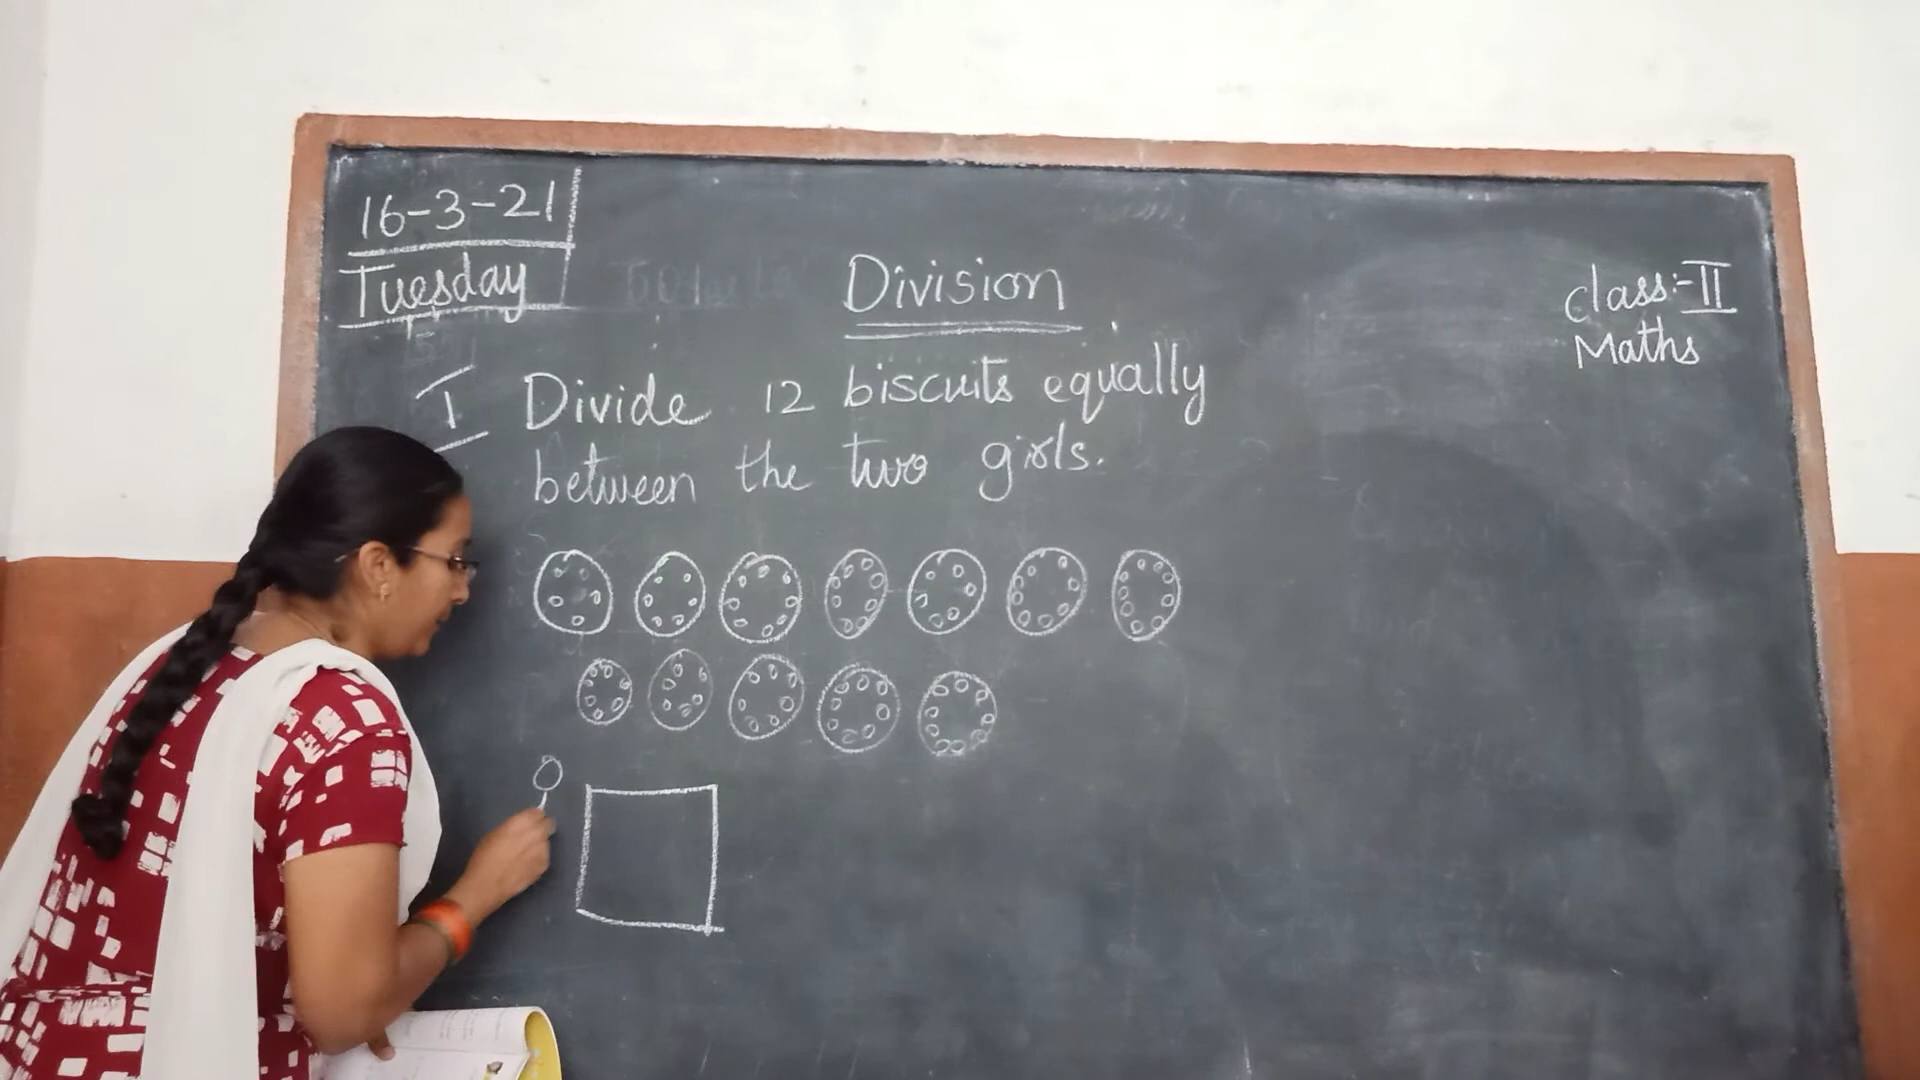 16-3-21
Tuesday
Division
Class:-II
Maths
I Divide 12 biscuits equally
between the two girls.